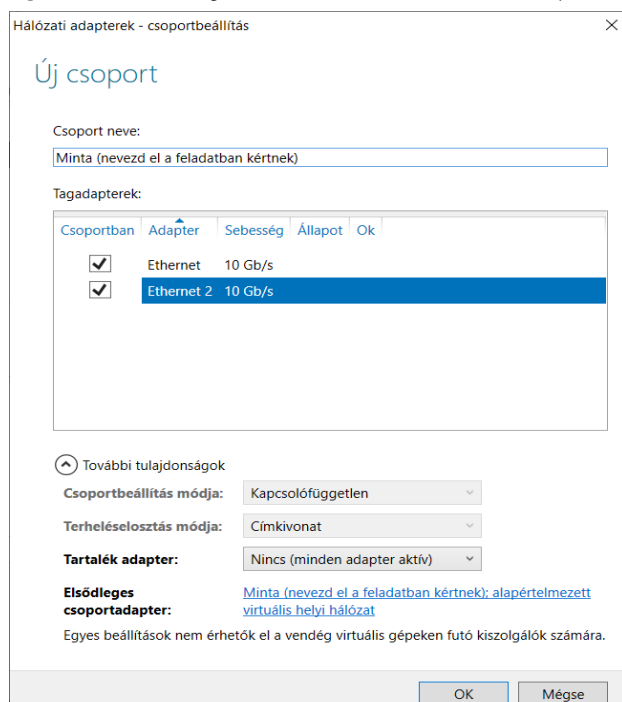 Hálózati adapterek - csoportbeállítás
Új csoport
Csoport neve:
Minta (nevezd el a feladatban kértnek)
Tagadapterek:
Csoportban Adapter Sebesség Állapot Ok
Ethernet 10 Gb/s
Ethernet 2 10 Gb/s
További tulajdonságok
Csoportbeállítás módja: Kapcsolófüggetlen
Terheléselosztás módja: Címkivonat
Tartalék adapter: Nincs (minden adapter aktív)
Elsődleges Minta (nevezd el a feladatban kértnek); alapértelmezett
csoportadapter: virtuális helyi hálózat
Egyes beállítások nem érhetők el a vendég virtuális gépeken futó kiszolgálók számára.
OK Mégse